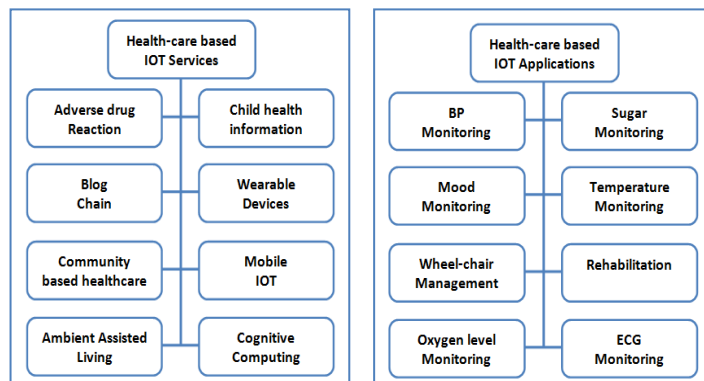 Health-care based
IOT Services
Adverse drug
Reaction
Child health
information
Blog
Chain
Wearable
Devices
Community
based healthcare
Mobile
IOT
Ambient Assisted
Living
Cognitive
Computing
Health-care based
IOT Applications
BP
Monitoring
Sugar
Monitoring
Mood
Monitoring
Temperature
Monitoring
Wheel-chair
Management
Rehabilitation
Oxygen level
Monitoring
ECG
Monitoring